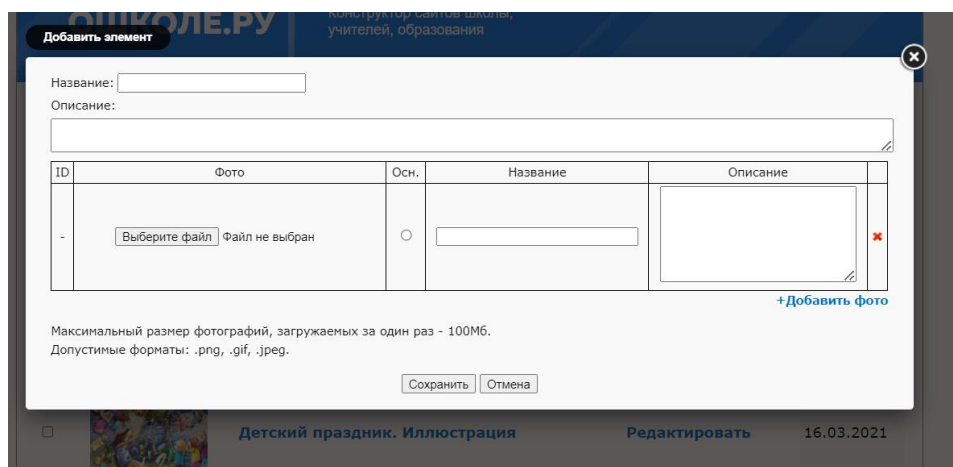 ОШКОЛЕ.РУ
Конструктор сайтов школы,
учителей, образования
Добавить элемент
Название:
Описание:
ID Фото Осн. Название Описание
- Выберите файл Файл не выбран
+Добавить фото
Максимальный размер фотографий, загружаемых за один раз - 100Мб.
Допустимые форматы: .png, .gif, .jpeg.
Сохранить Отмена
Детский праздник. Иллюстрация Редактировать 16.03.2021